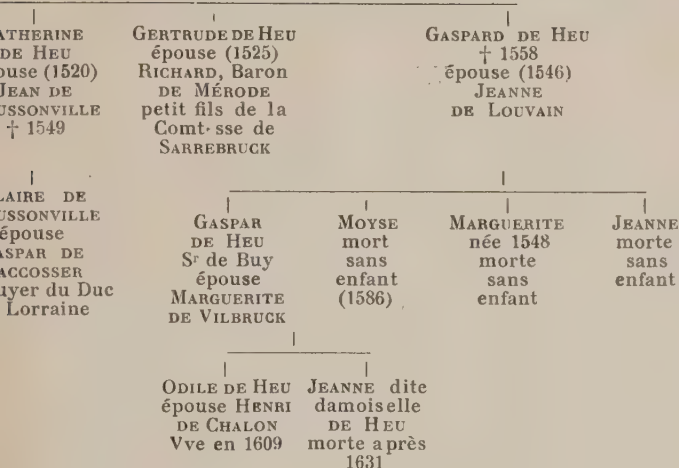 ATHERINE
DE HEU
ouse (1520)
JEAN DE
USSONVILLE
† 1549
GERTRUDE DE HEU
épouse (1525)
RICHARD, Baron
DE MÉRODE
petit fils de la
Comt sse de
SARREBRUCK
GASPARD DE HEU
† 1558
épouse (1546)
JEANNE
DE LOUVAIN
LAIRE DE
USSONVILLE
épouse
ASPAR DE
ACCOSSER
uyer du Duc
Lorraine
GASPAR
DE HEU
Sr de Buy
épouse
MARGUERITE
DE VILBRUCK
MOYSE
mort
sans
enfant
(1586)
MARGUERITE
née 1548
morte
sans
enfant
JEANNE
morte
sans
enfant
ODILE DE HEU
épouse HENRI
DE CHALON
Vve en 1609
JEANNE dite
damoiselle
DE HEU
morte après
1631